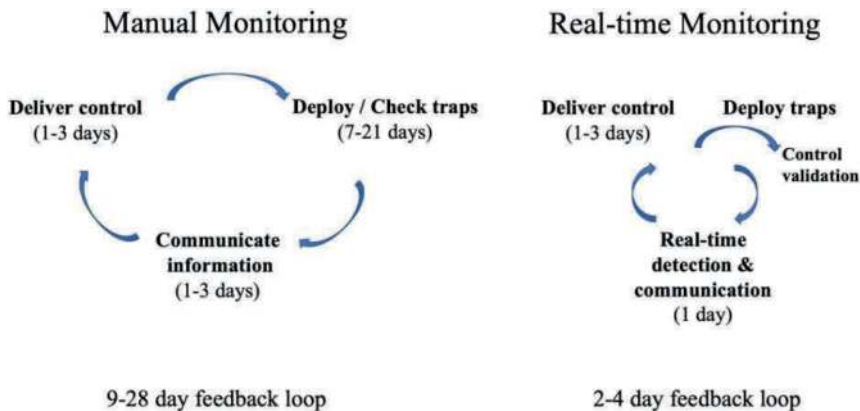 Manual Monitoring
Deliver control
(1-3 days)
Deploy / Check traps
(7-21 days)
Communicate
information
(1-3 days)
9-28 day feedback loop
Real-time Monitoring
Deliver control
(1-3 days)
Deploy traps
Control
validation
Real-time
detection &
communication
(1 day)
2-4 day feedback loop